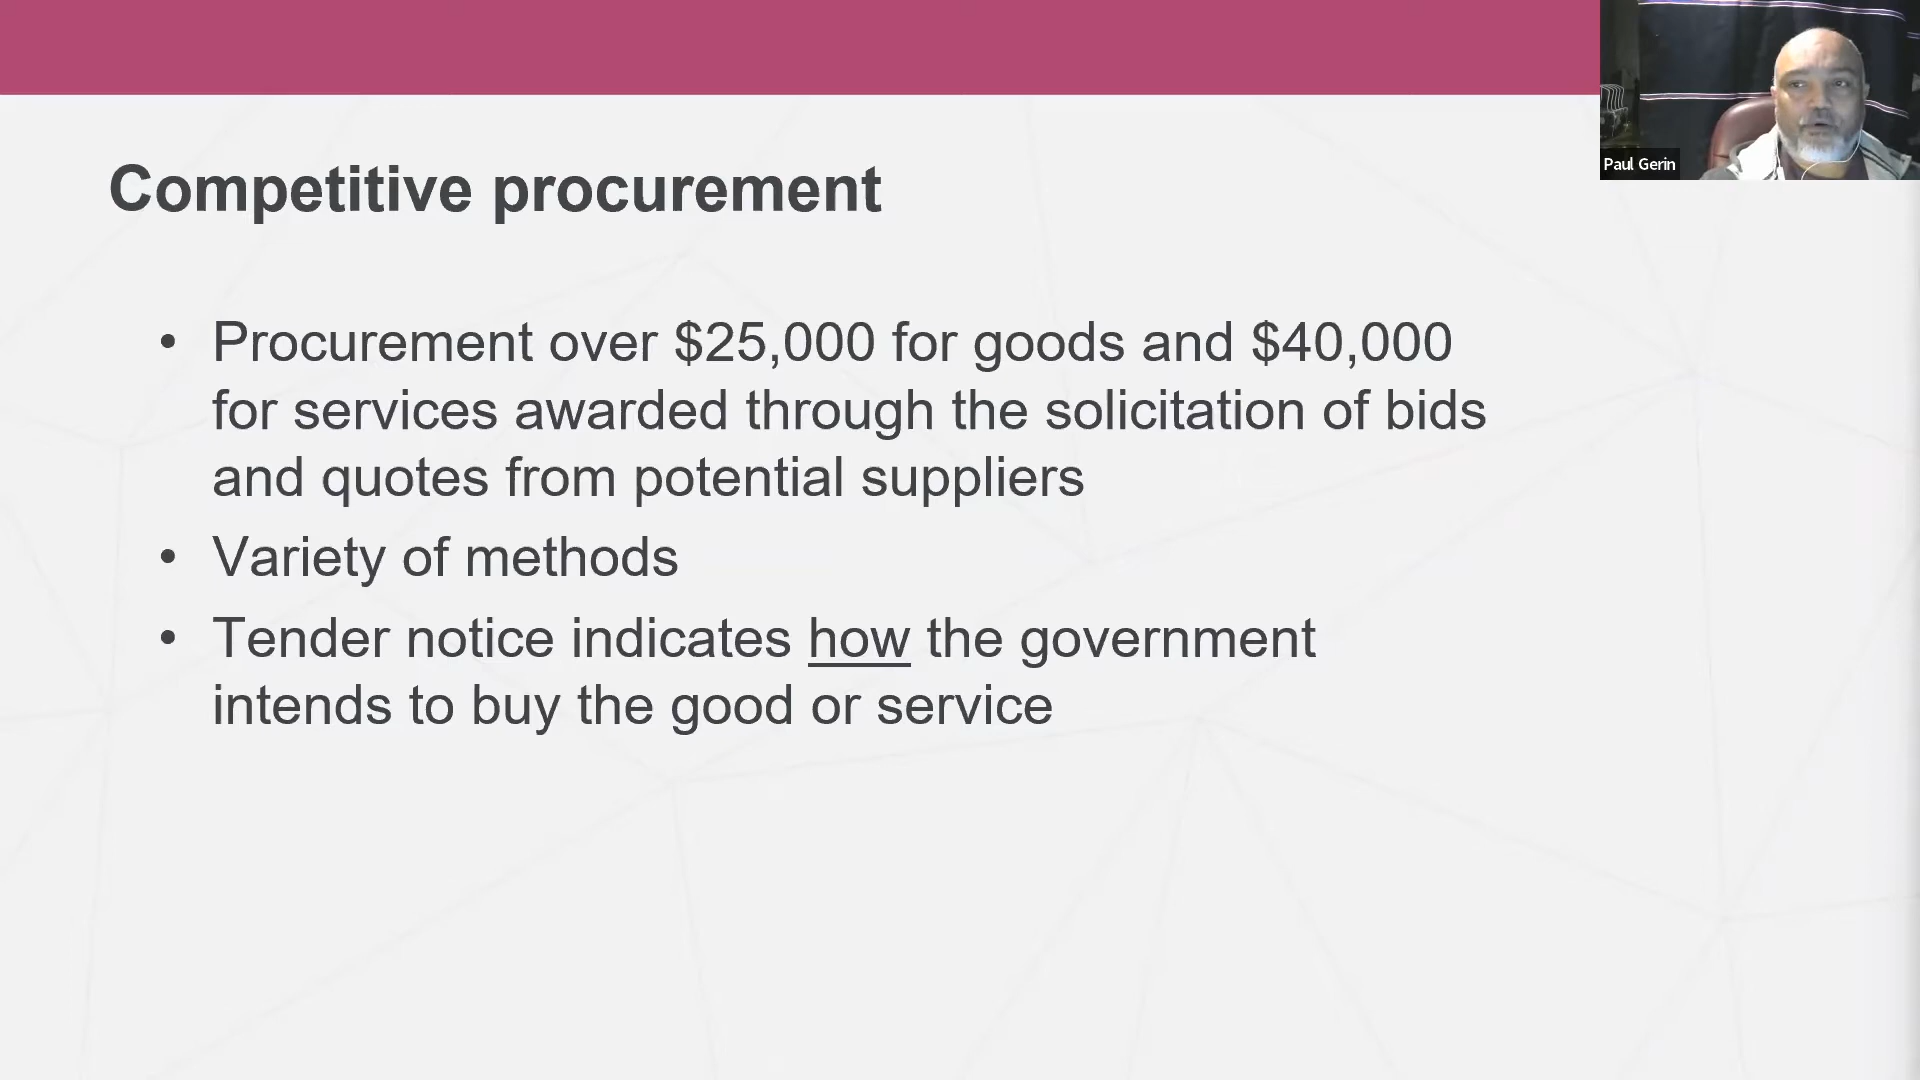 Paul Gerin
Competitive procurement
• Procurement over $25,000 for goods and $40,000
for services awarded through the solicitation of bids
and quotes from potential suppliers
• Variety of methods
• Tender notice indicates how the government
intends to buy the good or service